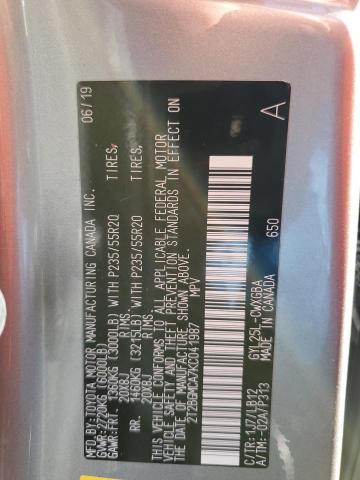 MFD. BY:TOYOTA MOTOR MANUFACTURING CANADA INC. 06/19
GVWR:2720KG(6000LB)
GAWR:FRT. 1360KG(3000LB) WITH P235/55R20 TIRES,
20X8J RIMS,
RR. 1460KG(3215LB) WITH P235/55R20 TIRES,
20X8J RIMS.
THIS VEHICLE CONFORMS TO ALL APPLICABLE FEDERAL MOTOR
VEHICLE SAFETY AND THEFT PREVENTION STANDARDS IN EFFECT ON
THE DATE OF MANUFACTURE SHOWN ABOVE.
2T2BGMCA7KC041987 MPV
C/TR:1J7/LB12 GYL25L-CWXGBA
A/TM:-02A/P313 MADE IN CANADA 650 A